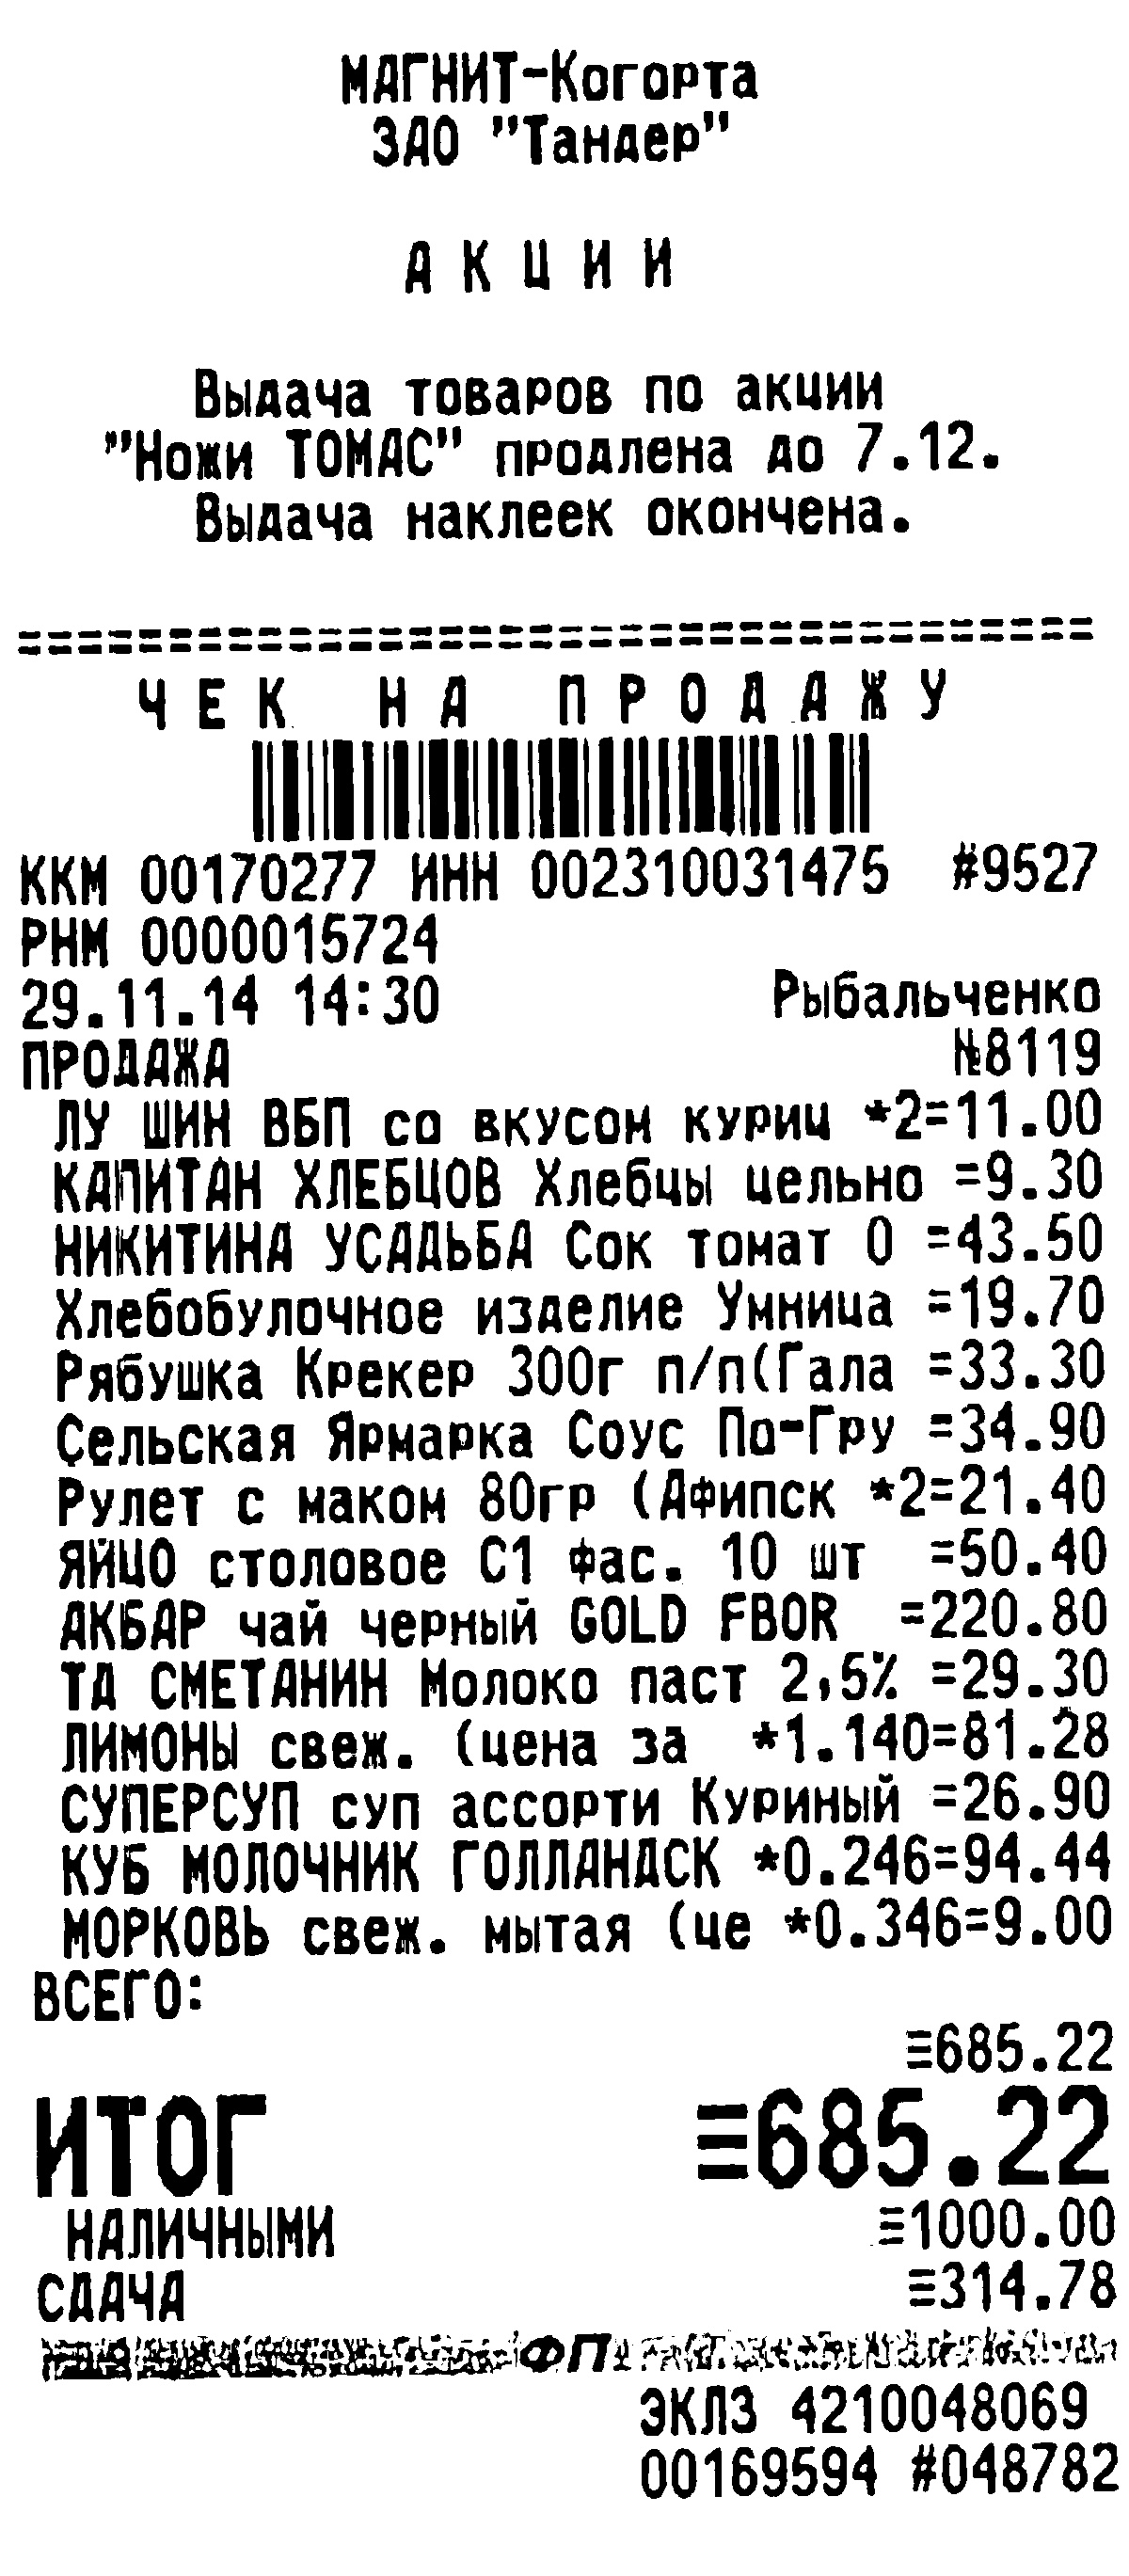 МАГНИТ-Когорта
ЗАО "Тандер"
А К Ц И И
Выдача товаров по акции
"Ножи ТОМАС" продлена до 7.12.
Выдача наклеек окончена.
====================================
Ч Е К   Н А   П Р О Д А Ж У
ККМ 00170277 ИНН 002310031475 #9527
РНМ 0000015724
29.11.14 14:30 Рыбальченко
ПРОДАЖА №8119
ЛУ ШИН ВБП со вкусом куриц *2=11.00
КАПИТАН ХЛЕБЦОВ Хлебцы цельно =9.30
НИКИТИНА УСАДЬБА Сок томат 0 =43.50
Хлебобулочное изделие Умница =19.70
Рябушка Крекер 300г п/п(Гала =33.30
Сельская Ярмарка Соус По-Гру =34.90
Рулет с маком 80гр (Афипск *2=21.40
ЯЙЦО столовое С1 фас. 10 шт =50.40
АКБАР чай черный GOLD FBOR =220.80
ТА СМЕТАНИН Молоко паст 2,5% =29.30
ЛИМОНЫ свеж. (цена за *1.140=81.28
СУПЕРСУП суп ассорти Куриный =26.90
КУБ МОЛОЧНИК ГОЛЛАНДСК *0.246=94.44
МОРКОВЬ свеж. мытая (це *0.346=9.00
ВСЕГО:
≡685.22
ИТОГ ≡685.22
НАЛИЧНЫМИ ≡1000.00
СДАЧА ≡314.78
ФП
ЭКЛЗ 4210048069
00169594 #048782